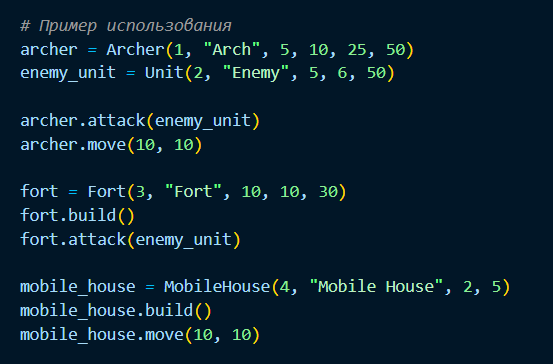 # Пример использования
archer = Archer(1, "Arch", 5, 10, 25, 50)
enemy_unit = Unit(2, "Enemy", 5, 6, 50)
archer.attack(enemy_unit)
archer.move(10, 10)
fort = Fort(3, "Fort", 10, 10, 30)
fort.build()
fort.attack(enemy_unit)
mobile_house = MobileHouse(4, "Mobile House", 2, 5)
mobile_house.build()
mobile_house.move(10, 10)